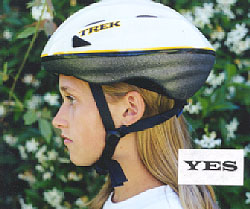 TREK
YES